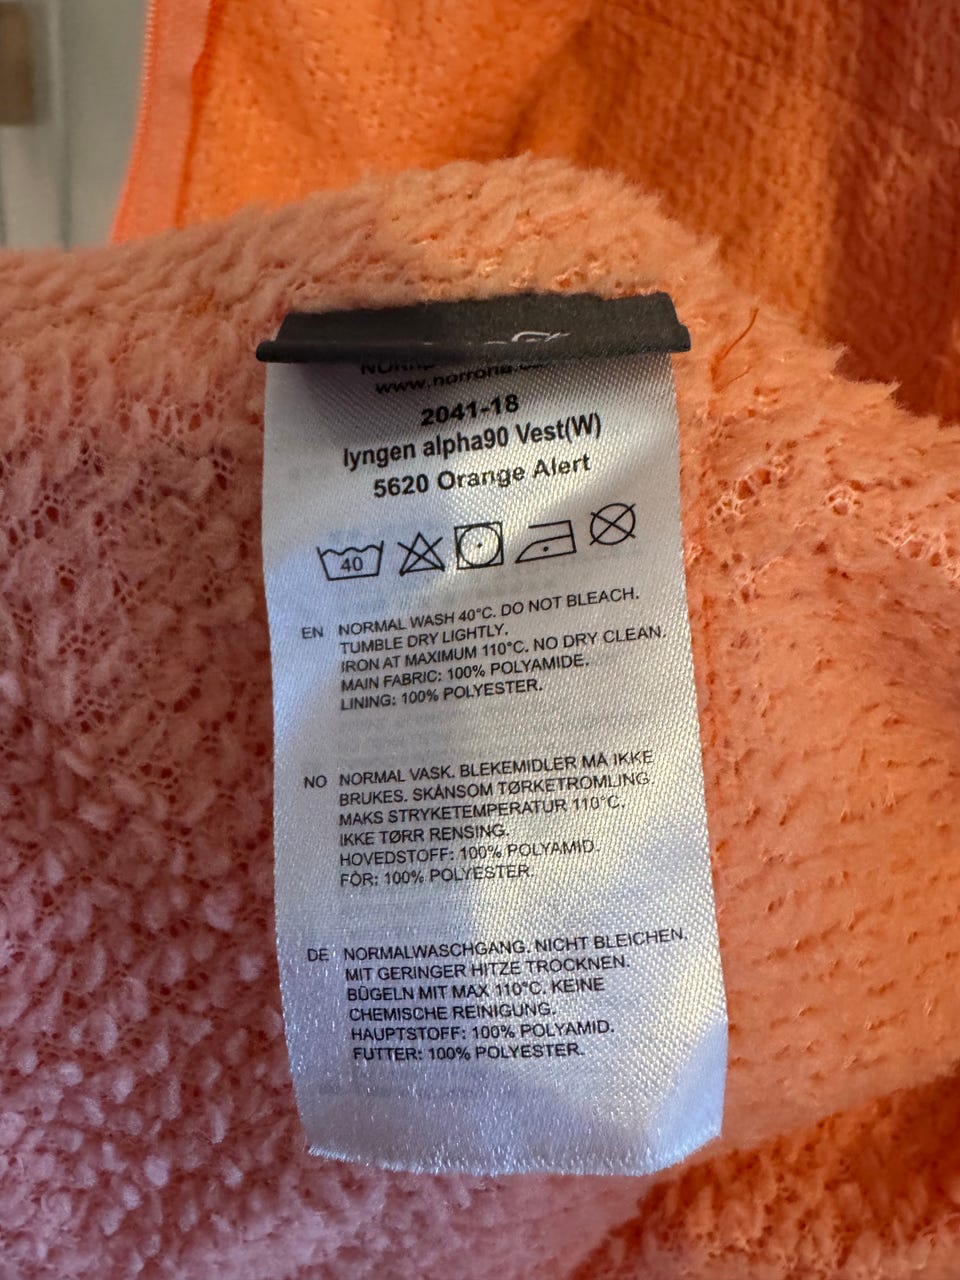 www.norrona.
2041-18
lyngen alpha90 Vest(W)
5620 Orange Alert
40
EN NORMAL WASH 40°C. DO NOT BLEACH.
TUMBLE DRY LIGHTLY.
IRON AT MAXIMUM 110°C. NO DRY CLEAN.
MAIN FABRIC: 100% POLYAMIDE.
LINING: 100% POLYESTER.
NO NORMAL VASK. BLEKEMIDLER MÅ IKKE
BRUKES. SKÅNSOM TØRKETROMLING
MAKS STRYKETEMPERATUR 110°C.
IKKE TØRR RENSING.
HOVEDSTOFF: 100% POLYAMID.
FÔR: 100% POLYESTER.
DE NORMALWASCHGANG. NICHT BLEICHEN.
MIT GERINGER HITZE TROCKNEN.
BÜGELN MIT MAX 110°C. KEINE
CHEMISCHE REINIGUNG.
HAUPTSTOFF: 100% POLYAMID.
FUTTER: 100% POLYESTER.